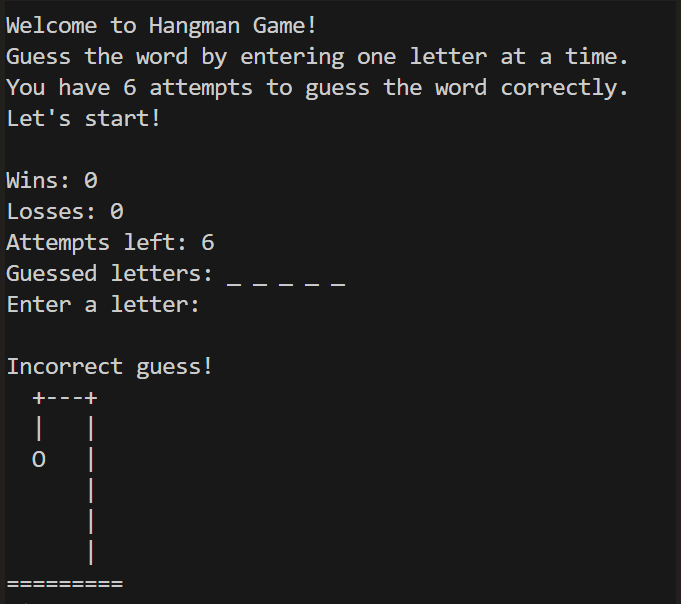 Welcome to Hangman Game!
Guess the word by entering one letter at a time.
You have 6 attempts to guess the word correctly.
Let's start!

Wins: 0
Losses: 0
Attempts left: 6
Guessed letters: _ _ _ _ _
Enter a letter:

Incorrect guess!
  +---+
  |   |
  O   |
      |
      |
      |
=========